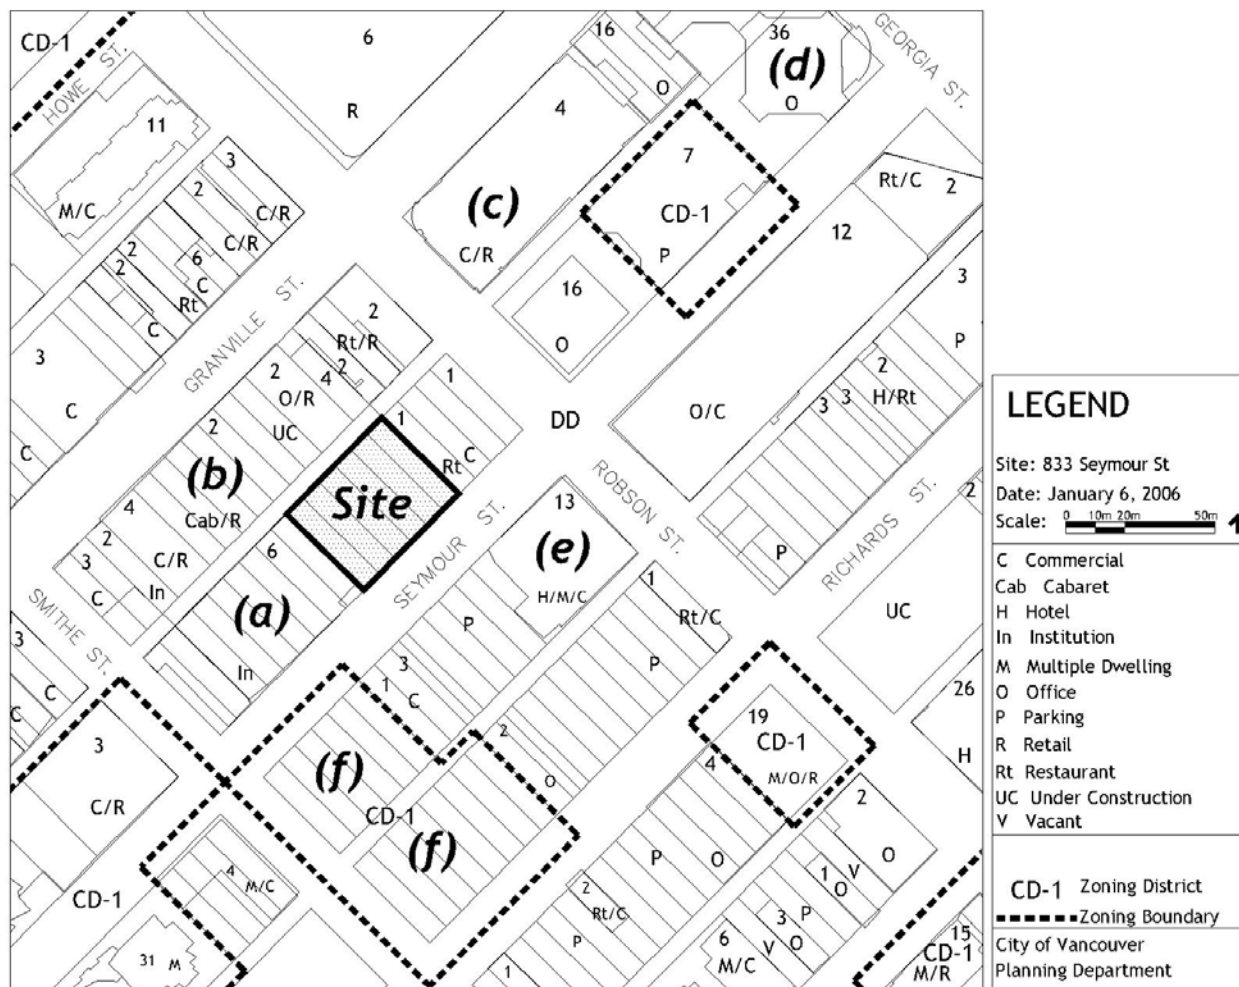 CD-1
HOWE ST.
11
M/C
6
R
16
O
36
(d)
O
GEORGIA ST.
4
(c)
C/R
7
CD-1
P
Rt/C
2
12
3
P
3
C/R
2
C/R
6
C
2
2
Rt
C
3
C
C
GRANVILLE ST.
2
Rt/R
2
4
2
O/R
UC
2
(b)
Cab/R
4
2
C/R
3
C
In
16
O
1
1
C
Rt
DD
O/C
2
H/Rt
3
3
P
Site
6
(a)
In
SEYMOUR ST.
ROBSON ST.
RICHARDS ST.
13
(e)
H/M/C
P
3
1
C
1
Rt/C
P
UC
2
26
H
SMITHE ST.
3
C
C
3
C/R
(f)
CD-1
(f)
2
O
19
CD-1
M/O/R
4
P
O
2
Rt/C
P
1
2
O
V
1
O
P
3
O
V
6
M/C
15
CD-1
M/R
4
M/C
CD-1
31 M
LEGEND
Site: 833 Seymour St
Date: January 6, 2006
Scale: 0 10m 20m 50m
C Commercial
Cab Cabaret
H Hotel
In Institution
M Multiple Dwelling
O Office
P Parking
R Retail
Rt Restaurant
UC Under Construction
V Vacant
CD-1 Zoning District
Zoning Boundary
City of Vancouver
Planning Department